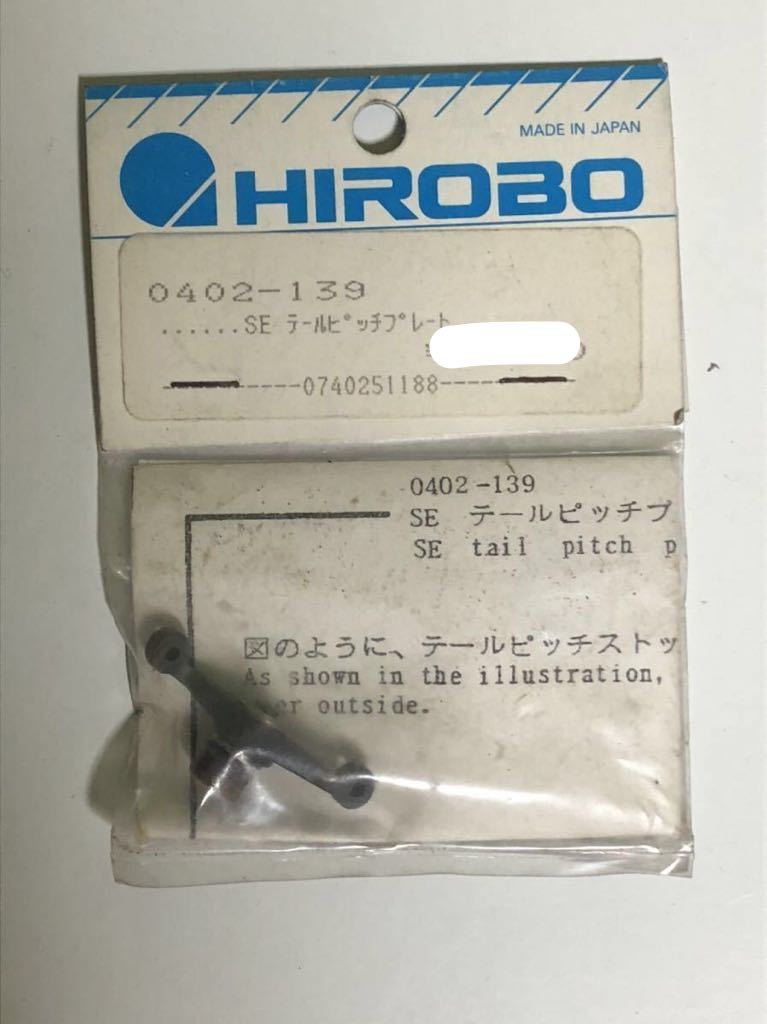 MADE IN JAPAN
HIROBO
0402-139
......SE テールピッチプレート
----0740251188----
0402-139
SE テールピッチプ
SE tail pitch p
図のように、テールピッチストッ
As shown in the illustration,
outside.